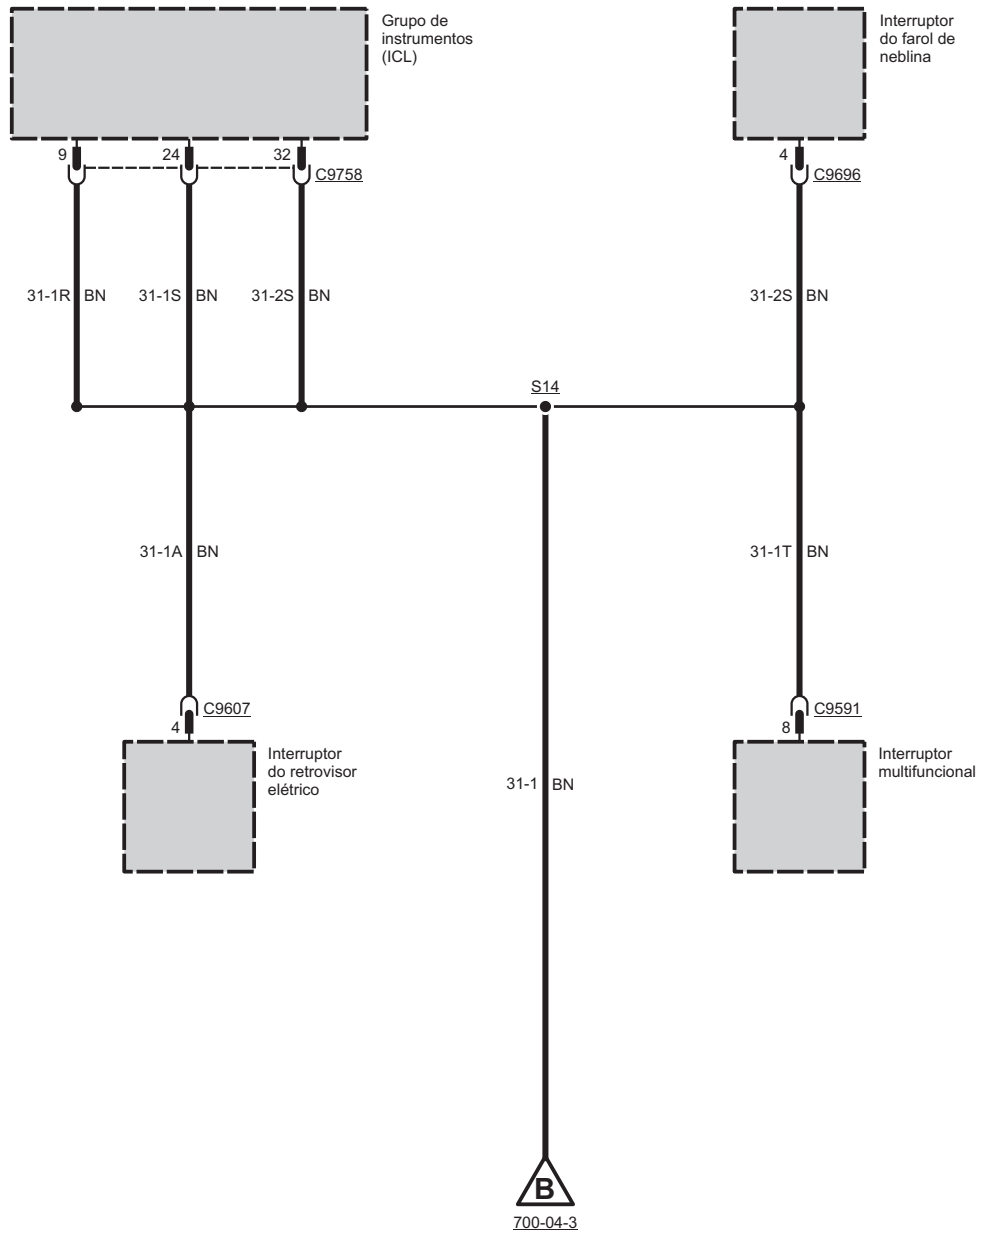 Grupo de
instrumentos
(ICL)
Interruptor
do farol de
neblina
9
24
32
C9758
4
C9696
31-1R BN
31-1S BN
31-2S BN
31-2S BN
S14
31-1A BN
31-1T BN
C9607
4
C9591
8
Interruptor
do retrovisor
elétrico
Interruptor
multifuncional
31-1 BN
B
700-04-3